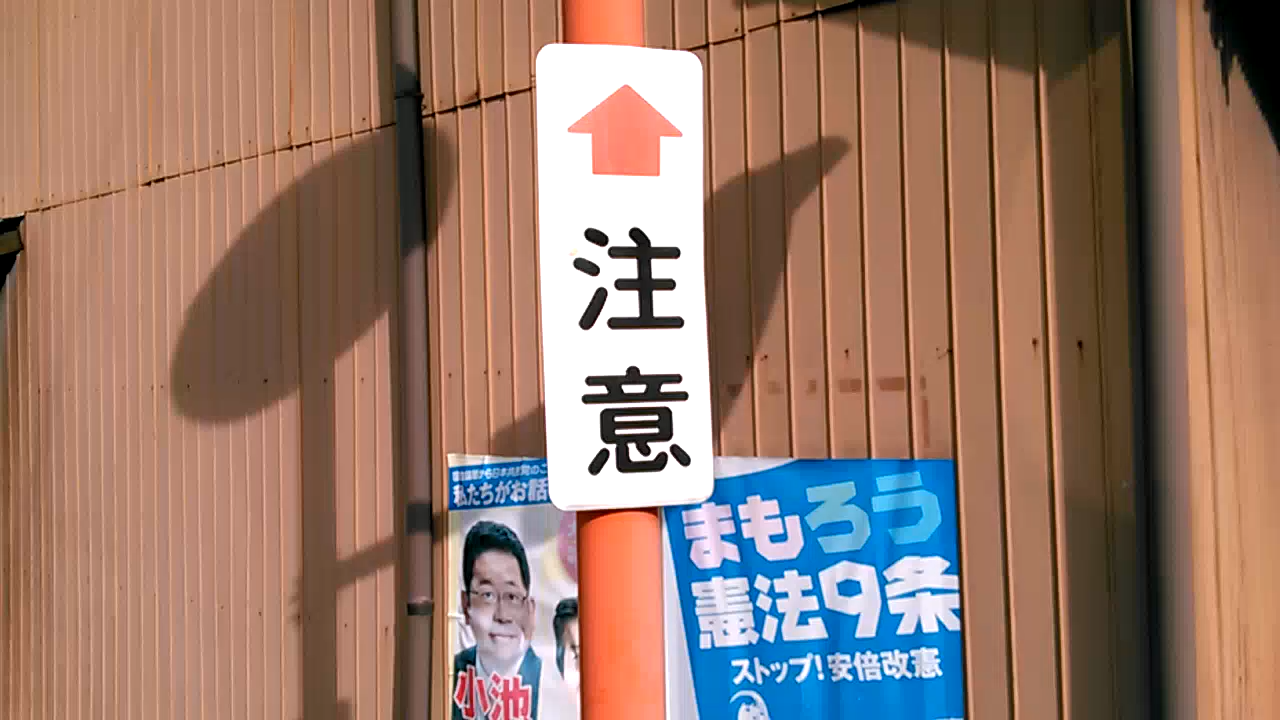 注意
私たちがお話
小池
まもろう
憲法9条
ストップ!安倍改憲